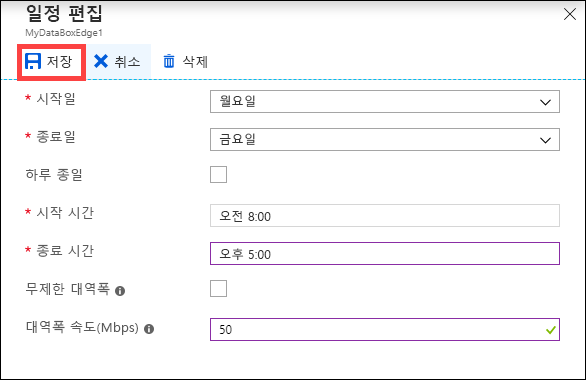 일정 편집
MyDataBoxEdge1
저장 취소 삭제
* 시작일 월요일
* 종료일 금요일
하루 종일
* 시작 시간 오전 8:00
* 종료 시간 오후 5:00
무제한 대역폭
대역폭 속도(Mbps) 50